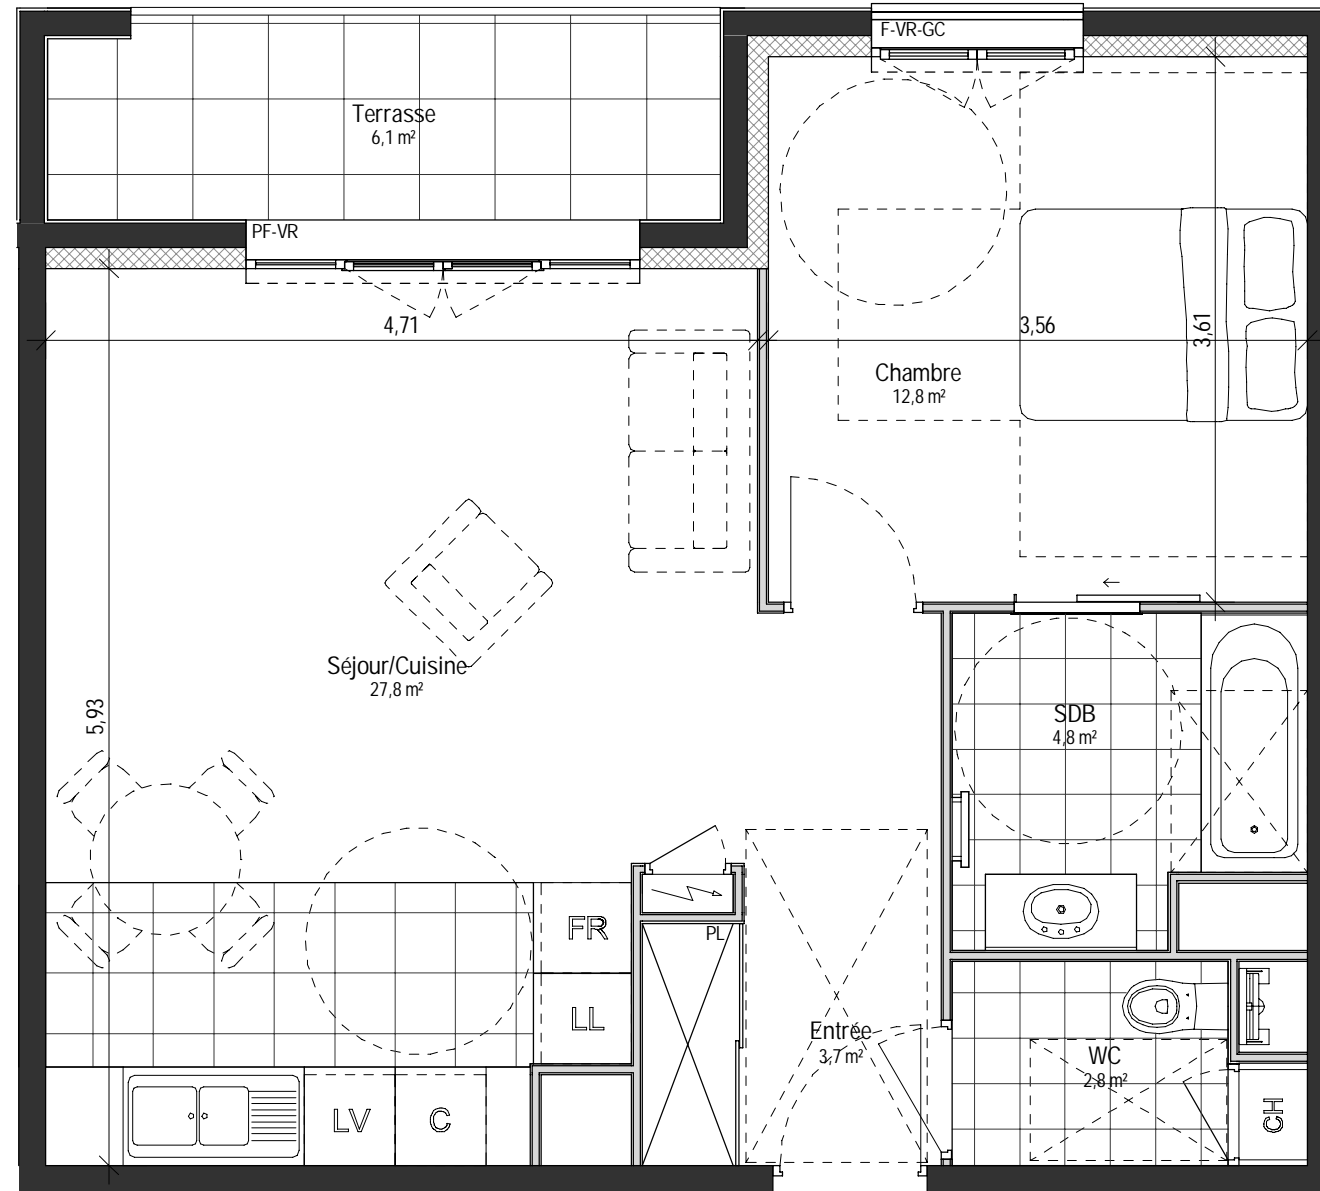 F-VR-GC
Terrasse
6,1 m²
PF-VR
4,71
3,56
3,61
Chambre
12,8 m²
Séjour/Cuisine
27,8 m²
5,93
SDB
4,8 m²
FR
PL
LL
Entrée
3,7 m²
WC
2,8 m²
LV
C
CH